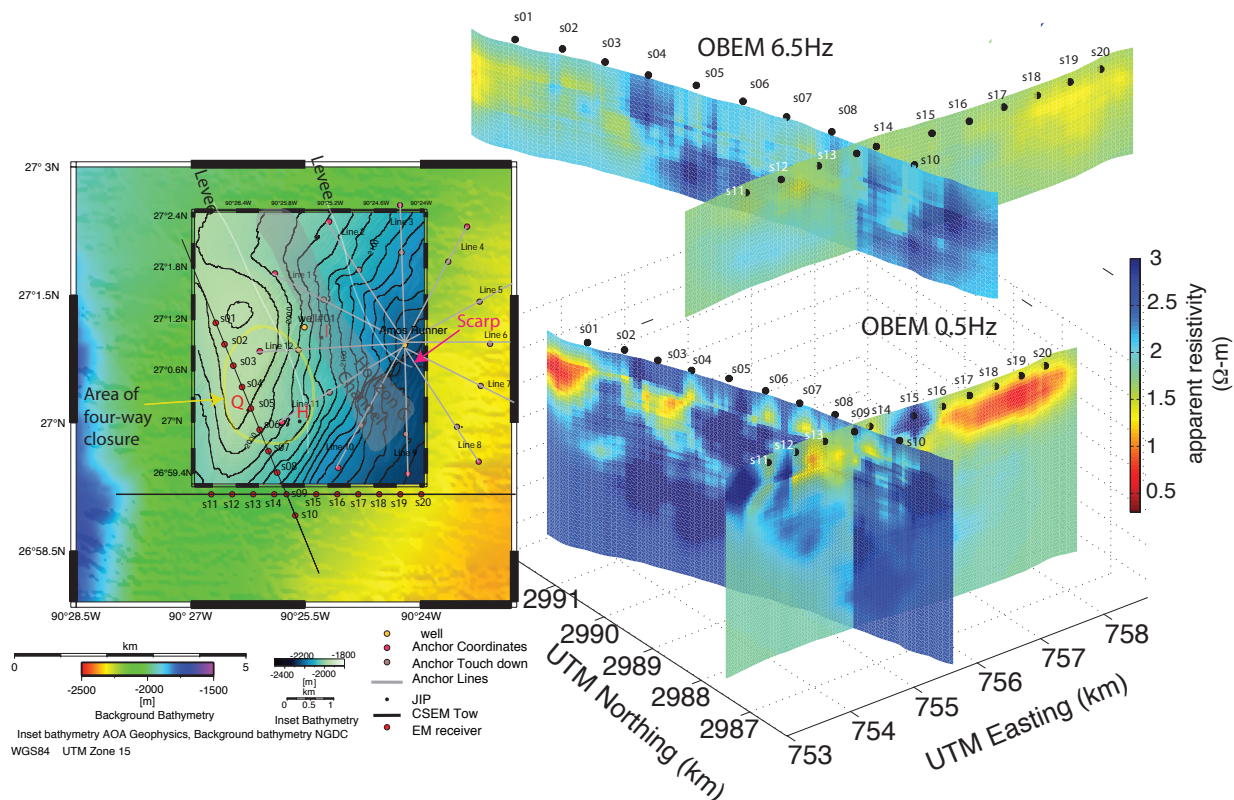 OBEM 6.5Hz
s01
s02
s03
s04
s05
s06
s07
s08
s10
s11
s12
s13
s14
s15
s16
s17
s18
s19
s20
OBEM 0.5Hz
s01
s02
s03
s04
s05
s06
s07
s08
s09
s10
s11
s12
s13
s14
s15
s16
s17
s18
s19
s20
3
2.5
2
1.5
1
0.5
apparent resistivity
(Ω-m)
2991
2990
2989
2988
2987
UTM Northing (km)
753
754
755
756
757
758
UTM Easting (km)
27° 3N
27° 1.5N
27° N
26°58.5N
90°28.5W
90° 27W
90°25.5W
90° 24W
90°26.4W
90°25.8W
90°25.2W
90°24.6W
90°24W
27°2.4N
27°1.8N
27°1.2N
27°0.6N
27°N
26°59.4N
Levee
Levee
Line 1
Line 2
Line 3
Line 4
Line 5
Line 6
Line 7
Line 8
Line 9
Line 10
Line 11
Line 12
Amos Runner
Scarp
Area of
four-way
closure
Q
H
I
s01
s02
s03
s04
s05
s06
s07
s08
s09
s10
s11
s12
s13
s14
s15
s16
s17
s18
s19
s20
km
0
5
-2500
-2000
-1500
[m]
Background Bathymetry
-2200
-1800
-2400
-2000
[m]
km
0
0.5
1
Inset Bathymetry
well
Anchor Coordinates
Anchor Touch down
Anchor Lines
JIP
CSEM Tow
EM receiver
Inset bathymetry AOA Geophysics, Background bathymetry NGDC
WGS84 UTM Zone 15